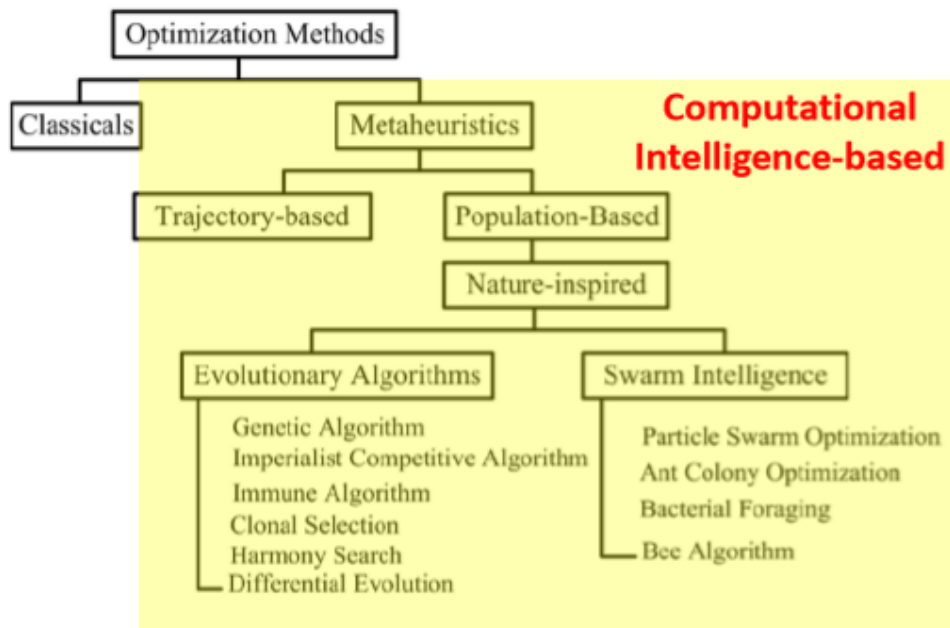 Optimization Methods
Computational
Intelligence-based
Classicals
Metaheuristics
Trajectory-based
Population-Based
Nature-inspired
Evolutionary Algorithms
Genetic Algorithm
Imperialist Competitive Algorithm
Immune Algorithm
Clonal Selection
Harmony Search
Differential Evolution
Swarm Intelligence
Particle Swarm Optimization
Ant Colony Optimization
Bacterial Foraging
Bee Algorithm